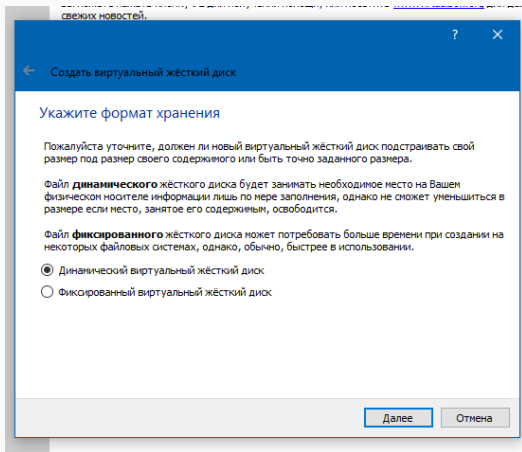 свежих новостей.
?
Создать виртуальный жёсткий диск
Укажите формат хранения
Пожалуйста уточните, должен ли новый виртуальный жёсткий диск подстраивать свой
размер под размер своего содержимого или быть точно заданного размера.
Файл динамического жёсткого диска будет занимать необходимое место на Вашем
физическом носителе информации лишь по мере заполнения, однако не сможет уменьшиться в
размере если место, занятое его содержимым, освободится.
Файл фиксированного жёсткого диска может потребовать больше времени при создании на
некоторых файловых системах, однако, обычно, быстрее в использовании.
Динамический виртуальный жёсткий диск
Фиксированный виртуальный жёсткий диск
Далее
Отмена